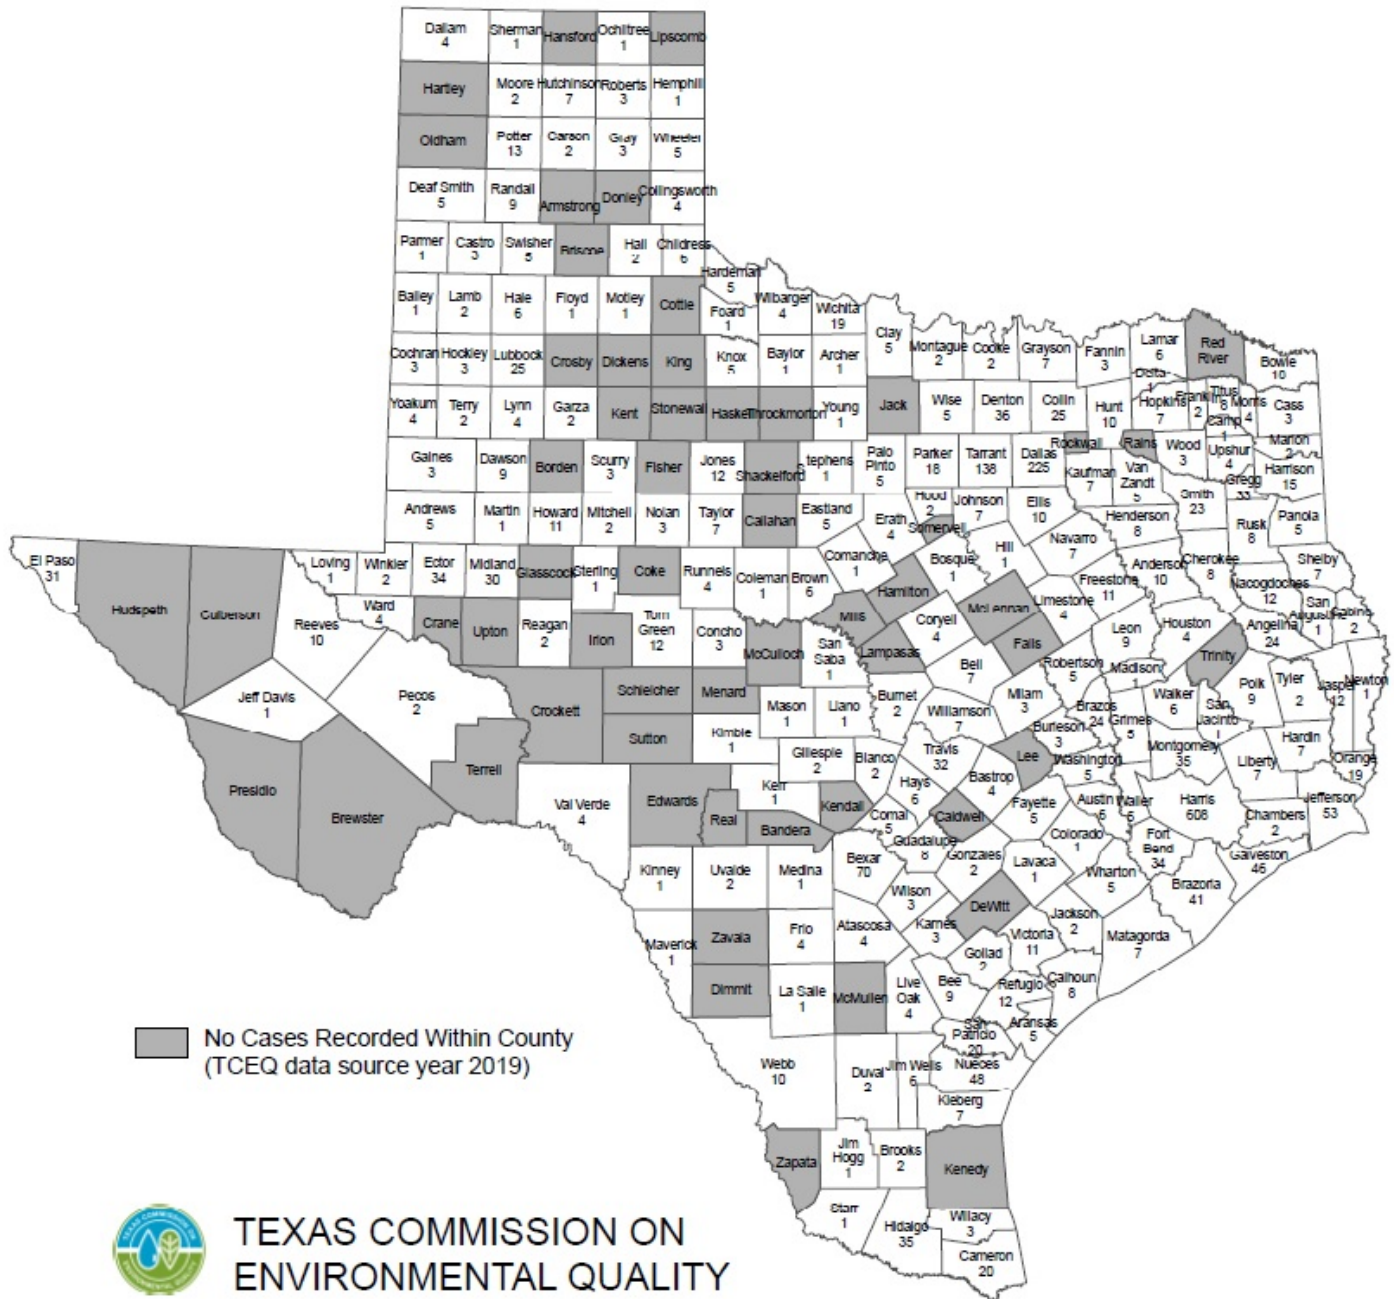 Dallam
4
Sherman
1
Hansford
Ochiltree
1
Lipscomb
Hartley
Moore
2
Hutchinson
7
Roberts
3
Hemphill
1
Oldham
Potter
13
Carson
2
Gray
3
Wheeler
5
Deaf Smith
5
Randall
9
Armstrong
Donley
Collingsworth
4
Parmer
1
Castro
3
Swisher
5
Briscoe
Hall
2
Childress
6
Hardeman
5
Bailey
1
Lamb
2
Hale
6
Floyd
1
Motley
1
Cottle
Foard
1
Wilbarger
4
Wichita
19
Clay
5
Montague
2
Cooke
2
Grayson
7
Fannin
3
Lamar
6
Red
River
Bowie
10
Cochran
3
Hockley
3
Lubbock
25
Crosby
Dickens
King
Knox
5
Baylor
1
Archer
1
Delta
1
Yoakum
4
Terry
2
Lynn
4
Garza
2
Kent
Stonewall
Haskell
Throckmorton
Young
1
Jack
Wise
5
Denton
36
Collin
25
Hunt
10
Hopkins
7
Franklin
2
Titus
8
Morris
4
Camp
1
Cass
3
Gaines
3
Dawson
9
Borden
Scurry
3
Fisher
Jones
12
Shackelford
Stephens
1
Palo
Pinto
5
Parker
18
Tarrant
138
Dallas
225
Rockwall
Rains
Kaufman
7
Van
Zandt
5
Wood
3
Upshur
4
Marion
2
Gregg
33
Harrison
15
Andrews
5
Martin
1
Howard
11
Mitchell
2
Nolan
3
Taylor
7
Callahan
Eastland
5
Erath
4
Hood
2
Somervell
Johnson
7
Ellis
10
Henderson
8
Smith
23
Rusk
8
Panola
5
El Paso
31
Hudspeth
Culberson
Loving
1
Winkler
2
Ector
34
Midland
30
Glasscock
Sterling
1
Coke
Runnels
4
Coleman
1
Brown
6
Comanche
1
Bosque
1
Hill
1
Navarro
7
Anderson
10
Cherokee
8
Shelby
7
Nacogdoches
12
Reeves
10
Ward
4
Crane
Upton
Reagan
2
Irion
Tom
Green
12
Concho
3
McCulloch
San
Saba
1
Mills
Hamilton
Lampasas
Coryell
4
McLennan
Falls
Limestone
4
Freestone
11
Leon
9
Houston
4
Trinity
Angelina
24
San
Augustine
1
Sabine
2
Jeff Davis
1
Pecos
2
Crockett
Schleicher
Menard
Mason
1
Llano
1
Burnet
2
Bell
7
Milam
3
Robertson
5
Madison
1
Walker
6
San
Jacinto
1
Polk
9
Tyler
2
Jasper
12
Newton
1
Presidio
Brewster
Terrell
Sutton
Kimble
1
Gillespie
2
Blanco
2
Williamson
7
Travis
32
Hays
6
Bastrop
4
Lee
Burleson
3
Brazos
24
Grimes
5
Washington
5
Montgomery
35
Liberty
7
Hardin
7
Orange
19
Val Verde
4
Edwards
Real
Kerr
1
Bandera
Kendall
Comal
5
Caldwell
Fayette
5
Austin
6
Waller
6
Harris
608
Chambers
2
Jefferson
53
Kinney
1
Uvalde
2
Medina
1
Bexar
70
Guadalupe
8
Gonzales
2
Lavaca
1
Colorado
1
Fort
Bend
34
Galveston
46
Wharton
5
Brazoria
41
Wilson
3
DeWitt
Jackson
2
Matagorda
7
Maverick
1
Zavala
Frio
4
Atascosa
4
Karnes
3
Goliad
2
Victoria
11
Calhoun
8
Dimmit
La Salle
1
McMullen
Live
Oak
4
Bee
9
Refugio
12
Aransas
5
San
Patricio
20
Webb
10
Duval
2
Jim Wells
6
Nueces
48
Kleberg
7
Zapata
Jim
Hogg
1
Brooks
2
Kenedy
Starr
1
Hidalgo
35
Willacy
3
Cameron
20
No Cases Recorded Within County
(TCEQ data source year 2019)
TEXAS COMMISSION ON
ENVIRONMENTAL QUALITY
TEXAS COMMISSION ON
ENVIRONMENTAL QUALITY